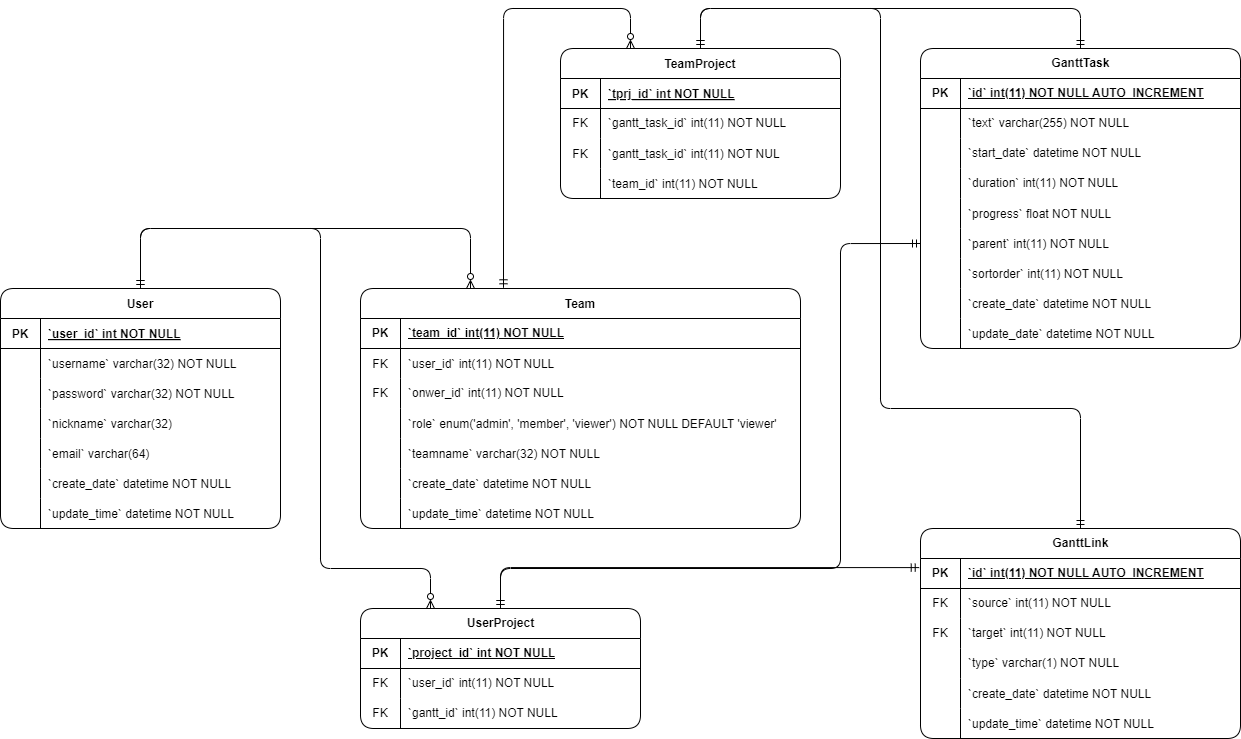 TeamProject
PK `tprj_id` int NOT NULL
FK `gantt_task_id` int(11) NOT NULL
FK `gantt_task_id` int(11) NOT NUL
`team_id` int(11) NOT NULL
GanttTask
PK `id` int(11) NOT NULL AUTO_INCREMENT
`text` varchar(255) NOT NULL
`start_date` datetime NOT NULL
`duration` int(11) NOT NULL
`progress` float NOT NULL
`parent` int(11) NOT NULL
`sortorder` int(11) NOT NULL
`create_date` datetime NOT NULL
`update_date` datetime NOT NULL
User
PK `user_id` int NOT NULL
`username` varchar(32) NOT NULL
`password` varchar(32) NOT NULL
`nickname` varchar(32)
`email` varchar(64)
`create_date` datetime NOT NULL
`update_time` datetime NOT NULL
Team
PK `team_id` int(11) NOT NULL
FK `user_id` int(11) NOT NULL
FK `onwer_id` int(11) NOT NULL
`role` enum('admin', 'member', 'viewer') NOT NULL DEFAULT 'viewer'
`teamname` varchar(32) NOT NULL
`create_date` datetime NOT NULL
`update_time` datetime NOT NULL
UserProject
PK `project_id` int NOT NULL
FK `user_id` int(11) NOT NULL
FK `gantt_id` int(11) NOT NULL
GanttLink
PK `id` int(11) NOT NULL AUTO_INCREMENT
FK `source` int(11) NOT NULL
FK `target` int(11) NOT NULL
`type` varchar(1) NOT NULL
`create_date` datetime NOT NULL
`update_time` datetime NOT NULL